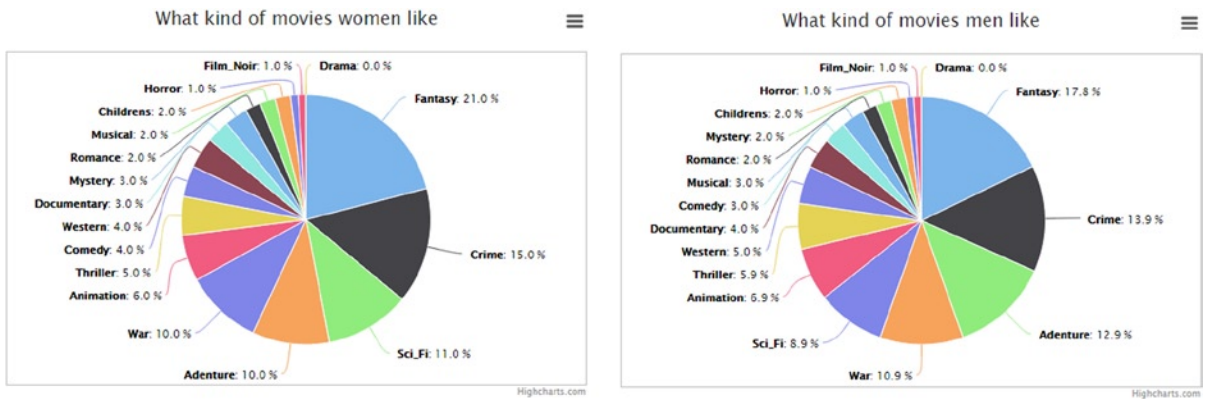 What kind of movies women like
Film_Noir: 1.0 %
Drama: 0.0 %
Horror: 1.0 %
Fantasy: 21.0 %
Childrens: 2.0 %
Musical: 2.0 %
Romance: 2.0 %
Mystery: 3.0 %
Documentary: 3.0 %
Western: 4.0 %
Comedy: 4.0 %
Crime: 15.0 %
Thriller: 5.0 %
Animation: 6.0 %
War: 10.0 %
Sci_Fi: 11.0 %
Adenture: 10.0 %
Highcharts.com
What kind of movies men like
Film_Noir: 1.0 %
Drama: 0.0 %
Horror: 1.0 %
Fantasy: 17.8 %
Childrens: 2.0 %
Mystery: 2.0 %
Romance: 2.0 %
Musical: 3.0 %
Comedy: 3.0 %
Crime: 13.9 %
Documentary: 4.0 %
Western: 5.0 %
Thriller: 5.9 %
Animation: 6.9 %
Adenture: 12.9 %
Sci_Fi: 8.9 %
War: 10.9 %
Highcharts.com